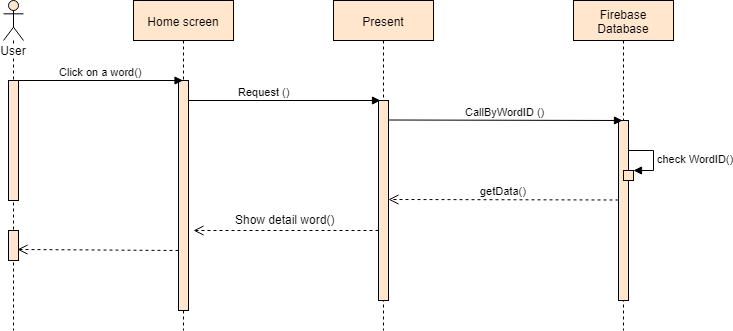 Home screen
Present
Firebase
Database
User
Click on a word()
Request ()
CallByWordID ()
check WordID()
getData()
Show detail word()